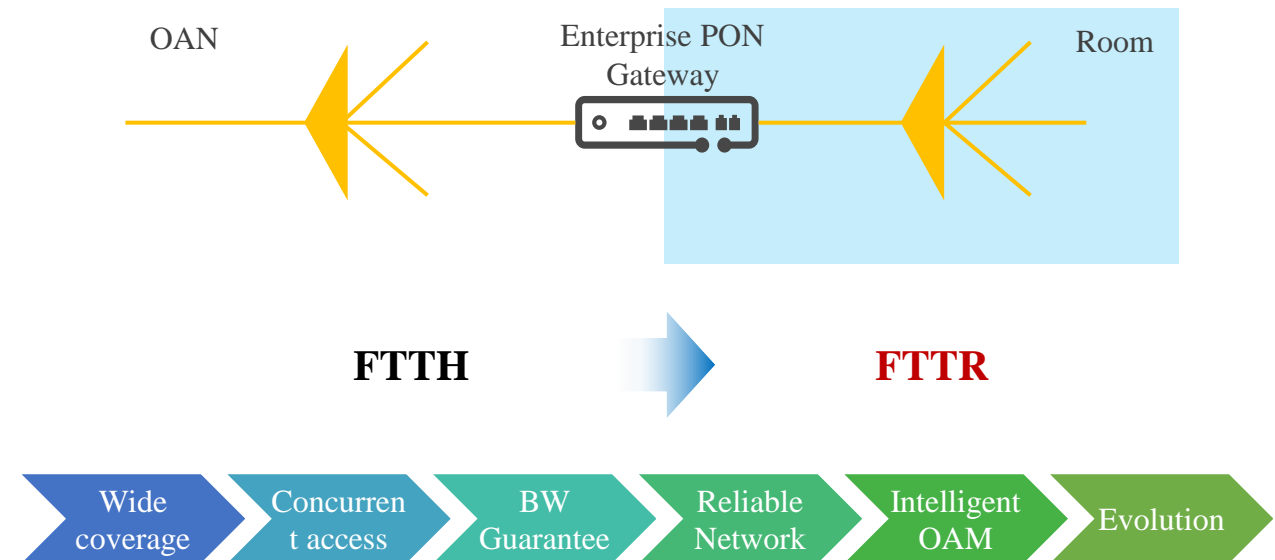 OAN
Enterprise PON
Gateway
Room
FTTH
FTTR
Wide
coverage
Concurren
t access
BW
Guarantee
Reliable
Network
Intelligent
OAM
Evolution